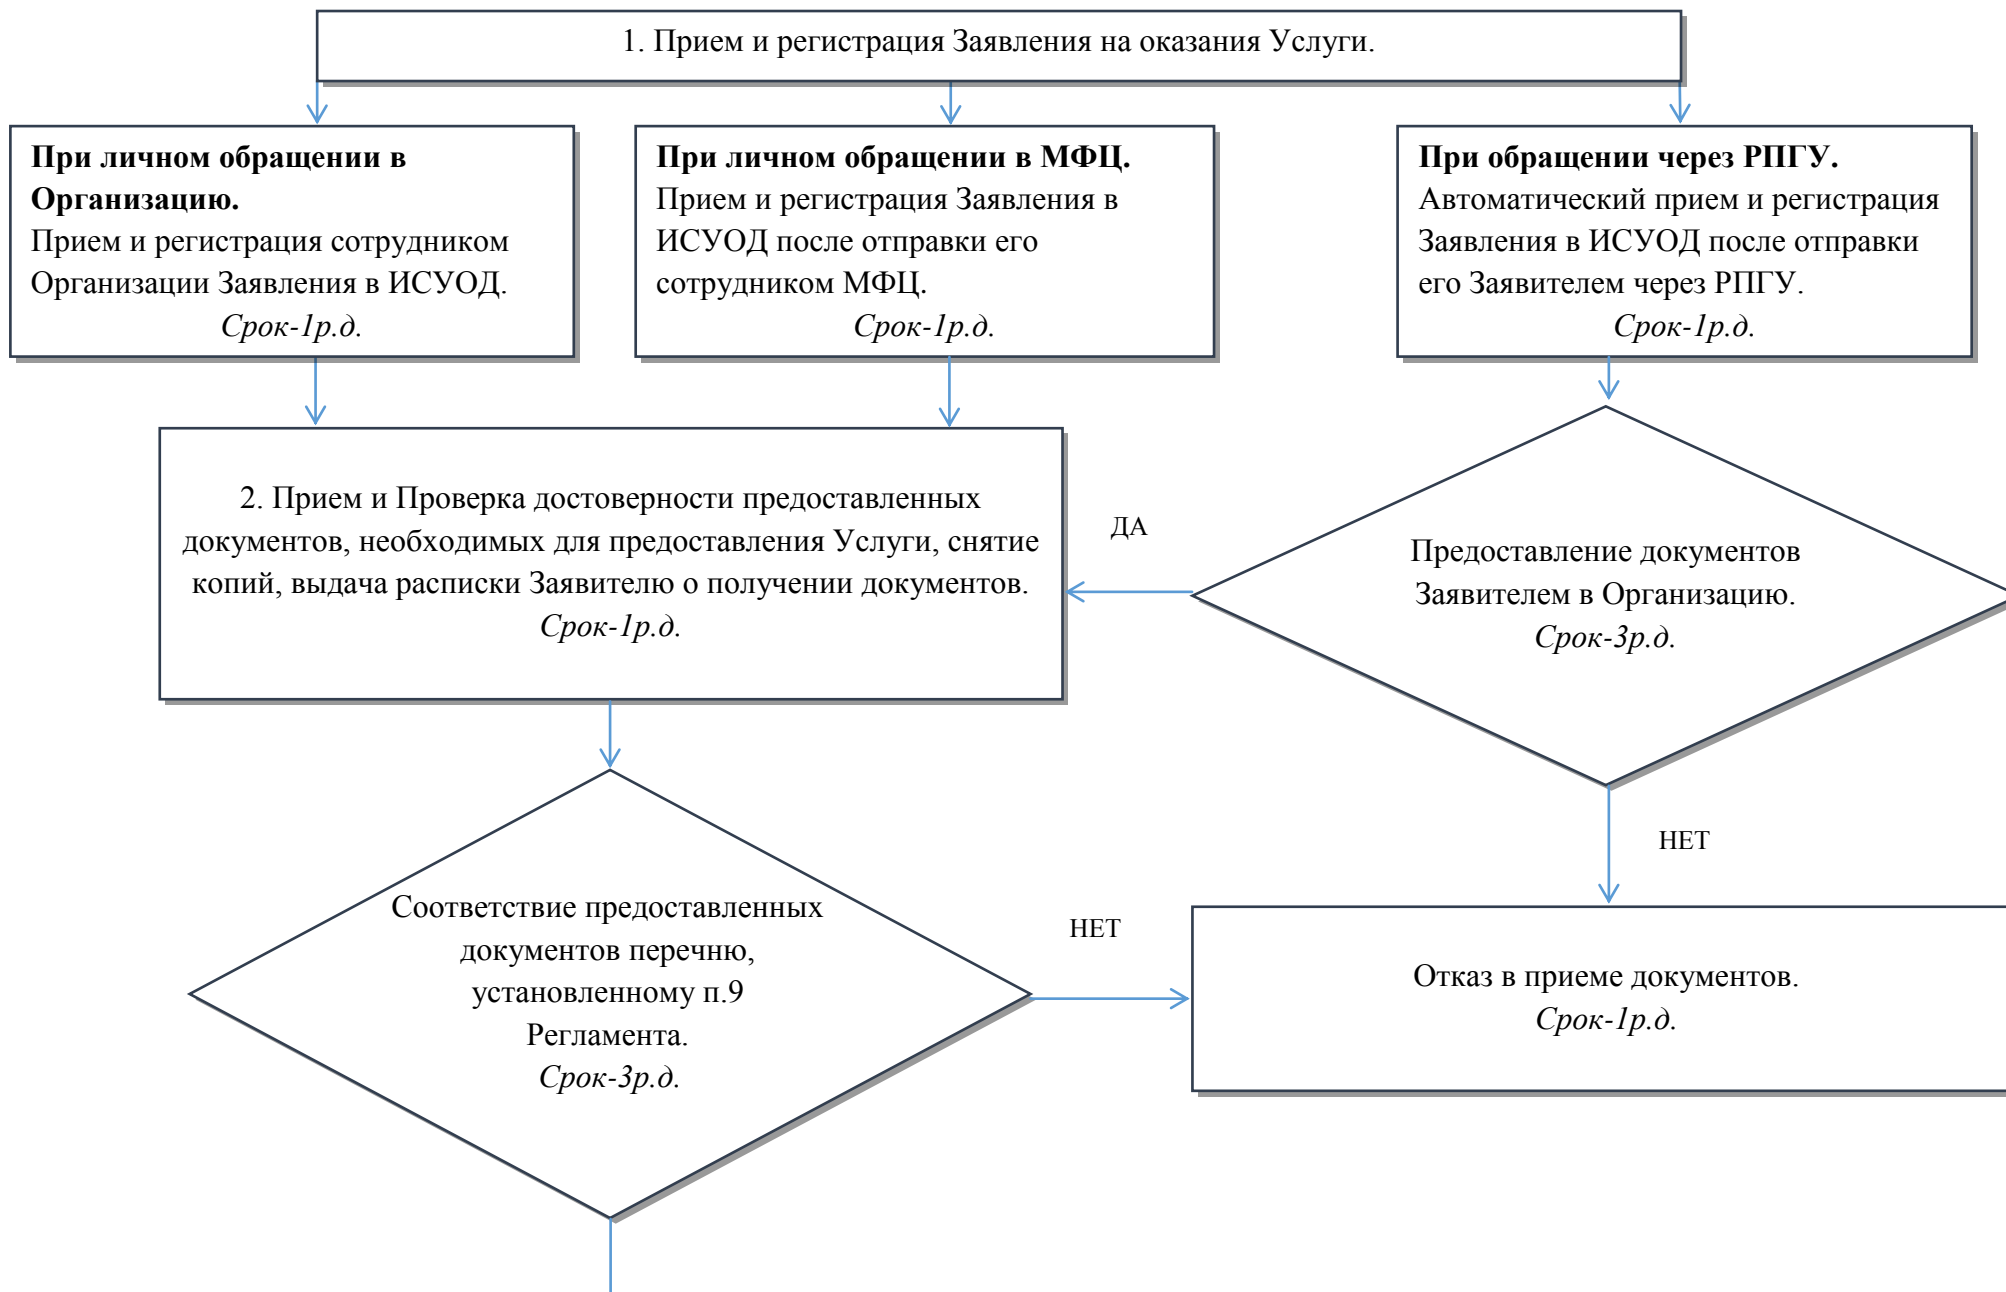 1. Прием и регистрация Заявления на оказания Услуги.
При личном обращении в
Организацию.
Прием и регистрация сотрудником
Организации Заявления в ИСУОД.
Срок-1р.д.
При личном обращении в МФЦ.
Прием и регистрация Заявления в
ИСУОД после отправки его
сотрудником МФЦ.
Срок-1р.д.
При обращении через РПГУ.
Автоматический прием и регистрация
Заявления в ИСУОД после отправки
его Заявителем через РПГУ.
Срок-1р.д.
2. Прием и Проверка достоверности предоставленных
документов, необходимых для предоставления Услуги, снятие
копий, выдача расписки Заявителю о получении документов.
Срок-1р.д.
ДА
Предоставление документов
Заявителем в Организацию.
Срок-3р.д.
НЕТ
Соответствие предоставленных
документов перечню,
установленному п.9
Регламента.
Срок-3р.д.
НЕТ
Отказ в приеме документов.
Срок-1р.д.